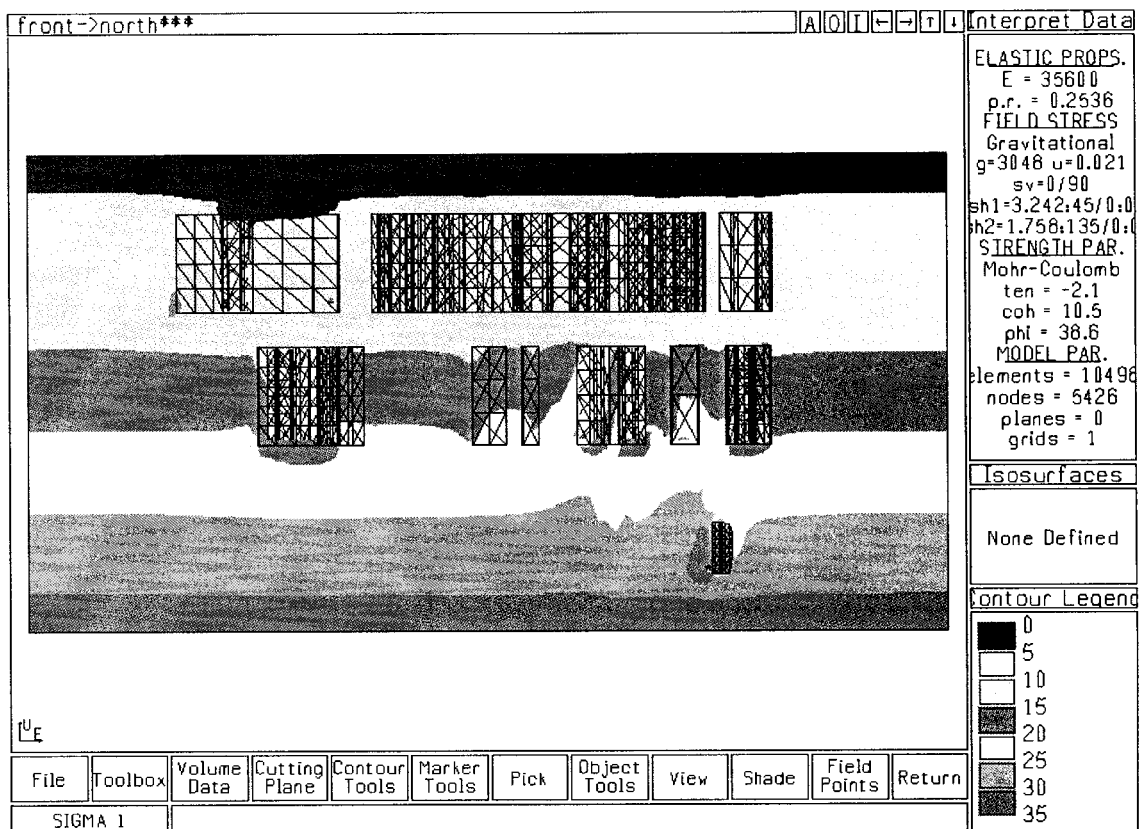 front->north***
A O I ← → ↑ ↓
Interpret Data
ELASTIC PROPS.
E = 35600
p.r. = 0.2536
FIELD STRESS
Gravitational
g=3048 u=0.021
sv=0/90
sh1=3.242:45/0:0
sh2=1.758:135/0:0
STRENGTH PAR.
Mohr-Coulomb
ten = -2.1
coh = 10.5
phi = 38.6
MODEL PAR.
elements = 10496
nodes = 5426
planes = 0
grids = 1
Isosurfaces
None Defined
Contour Legend
0
5
10
15
20
25
30
35
U
E
File Toolbox Volume Data Cutting Plane Contour Tools Marker Tools Pick Object Tools View Shade Field Points Return
SIGMA 1